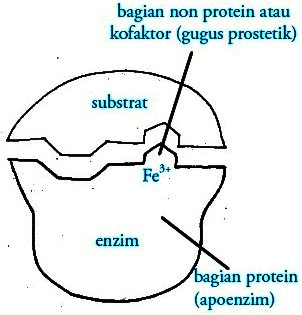 bagian non protein atau
kofaktor (gugus prostetik)
substrat
Fe³⁺
enzim
bagian protein
(apoenzim)